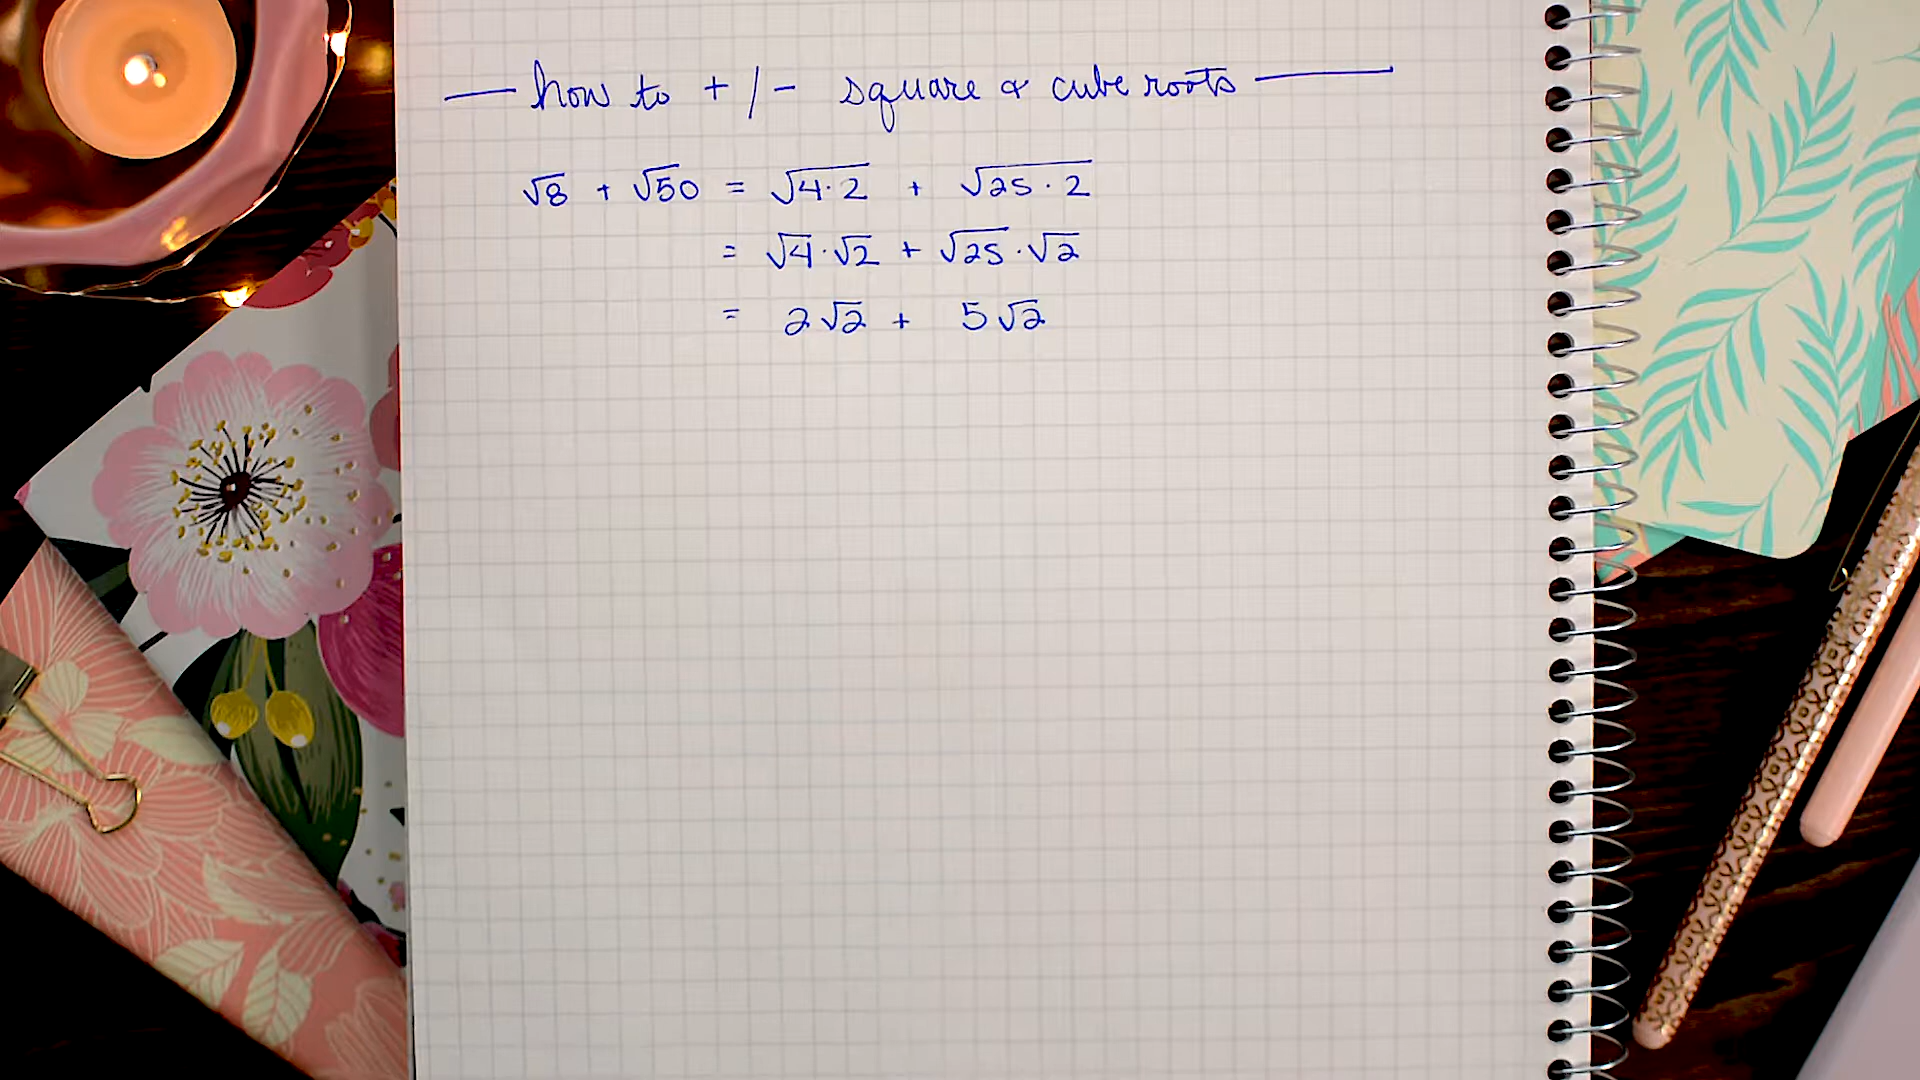 — how to + / - square & cube roots —
√8 + √50 = √4·2 + √25·2
= √4·√2 + √25·√2
= 2√2 + 5√2